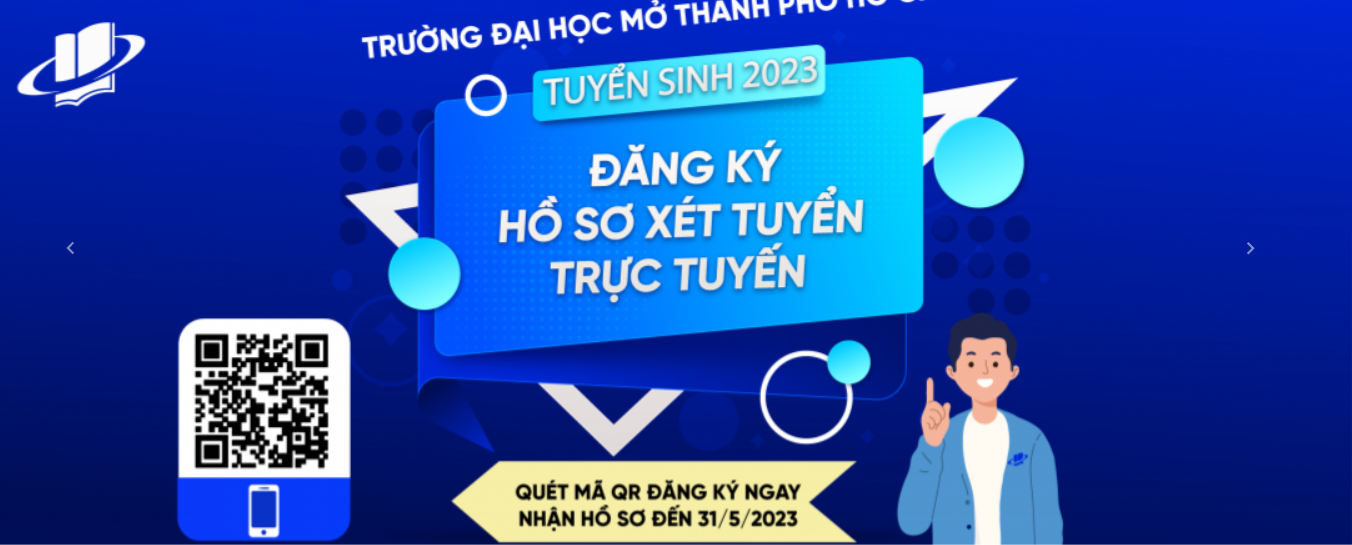 TRƯỜNG ĐẠI HỌC MỞ THÀNH PHỐ HỒ
TUYỂN SINH 2023
ĐĂNG KÝ
HỒ SƠ XÉT TUYỂN
TRỰC TUYẾN
QUÉT MÃ QR ĐĂNG KÝ NGAY
NHẬN HỒ SƠ ĐẾN 31/5/2023